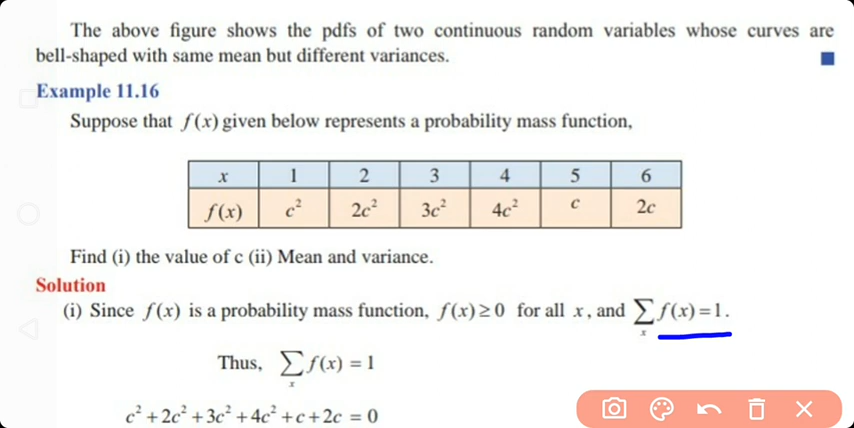 The above figure shows the pdfs of two continuous random variables whose curves are
bell-shaped with same mean but different variances.
Example 11.16
Suppose that f(x) given below represents a probability mass function,
x 1 2 3 4 5 6
f(x) c² 2c² 3c² 4c² c 2c
Find (i) the value of c (ii) Mean and variance.
Solution
(i) Since f(x) is a probability mass function, f(x) ≥ 0 for all x, and ∑ₓ f(x) = 1.
Thus, ∑ₓ f(x) = 1
c² + 2c² + 3c² + 4c² + c + 2c = 0